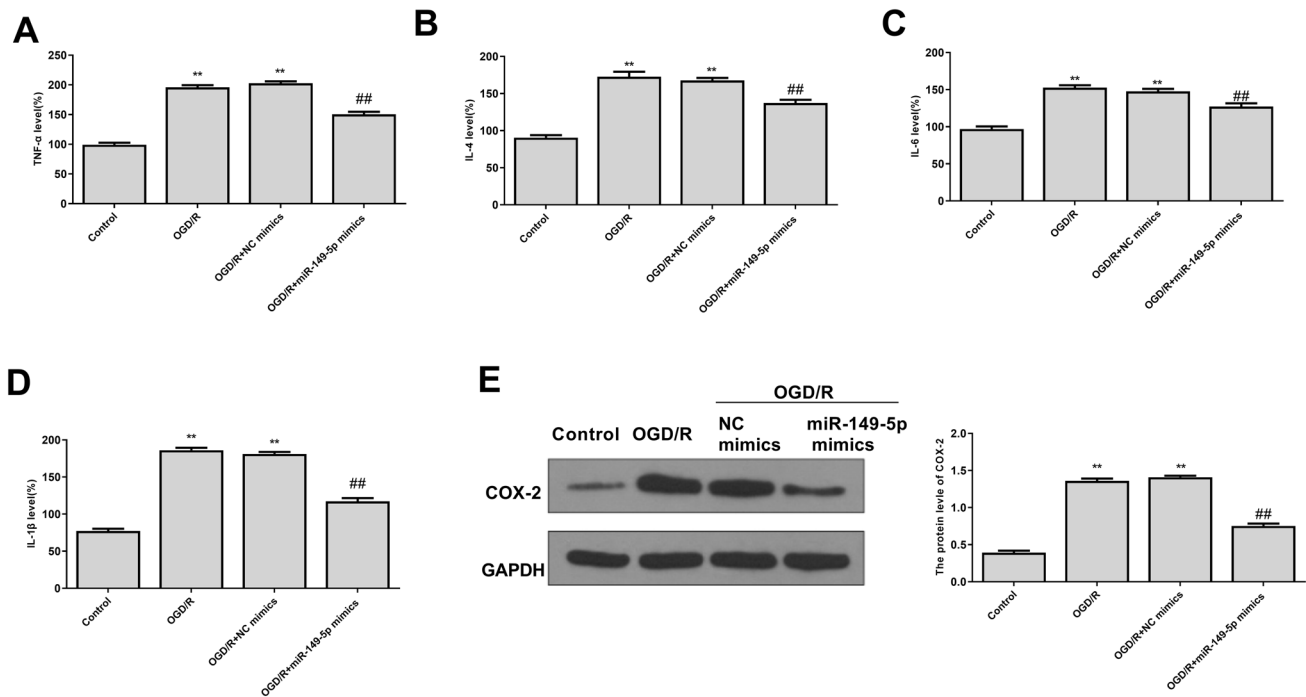 A
TNF-α level(%)
250
200
150
100
50
0
**
**
##
Control
OGD/R
OGD/R+NC mimics
OGD/R+miR-149-5p mimics
B
IL-4 level(%)
200
150
100
50
0
**
**
##
Control
OGD/R
OGD/R+NC mimics
OGD/R+miR-149-5p mimics
C
IL-6 level(%)
200
150
100
50
0
**
**
##
Control
OGD/R
OGD/R+NC mimics
OGD/R+miR-149-5p mimics
D
IL-1β level(%)
200
150
100
50
0
**
**
##
Control
OGD/R
OGD/R+NC mimics
OGD/R+miR-149-5p mimics
E
OGD/R
Control OGD/R NC mimics miR-149-5p mimics
COX-2
GAPDH
The protein levle of COX-2
2.0
1.5
1.0
0.5
0.0
**
**
##
Control
OGD/R
OGD/R+NC mimics
OGD/R+miR-149-5p mimics